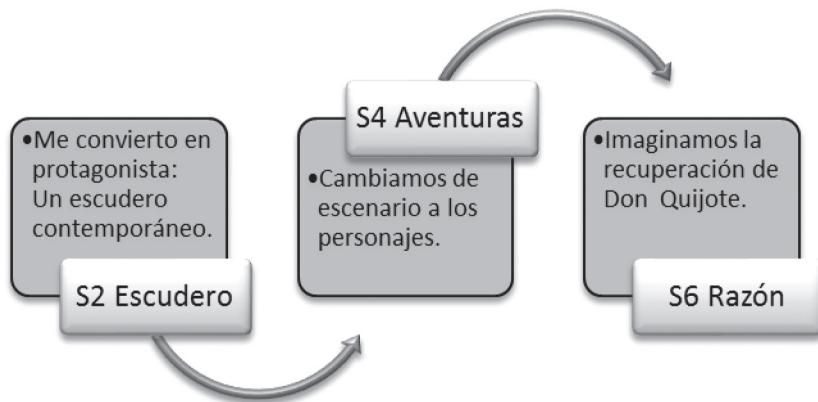 •Me convierto en
protagonista:
Un escudero
contemporáneo.
S2 Escudero
S4 Aventuras
•Cambiamos de
escenario a los
personajes.
•Imaginamos la
recuperación de
Don Quijote.
S6 Razón